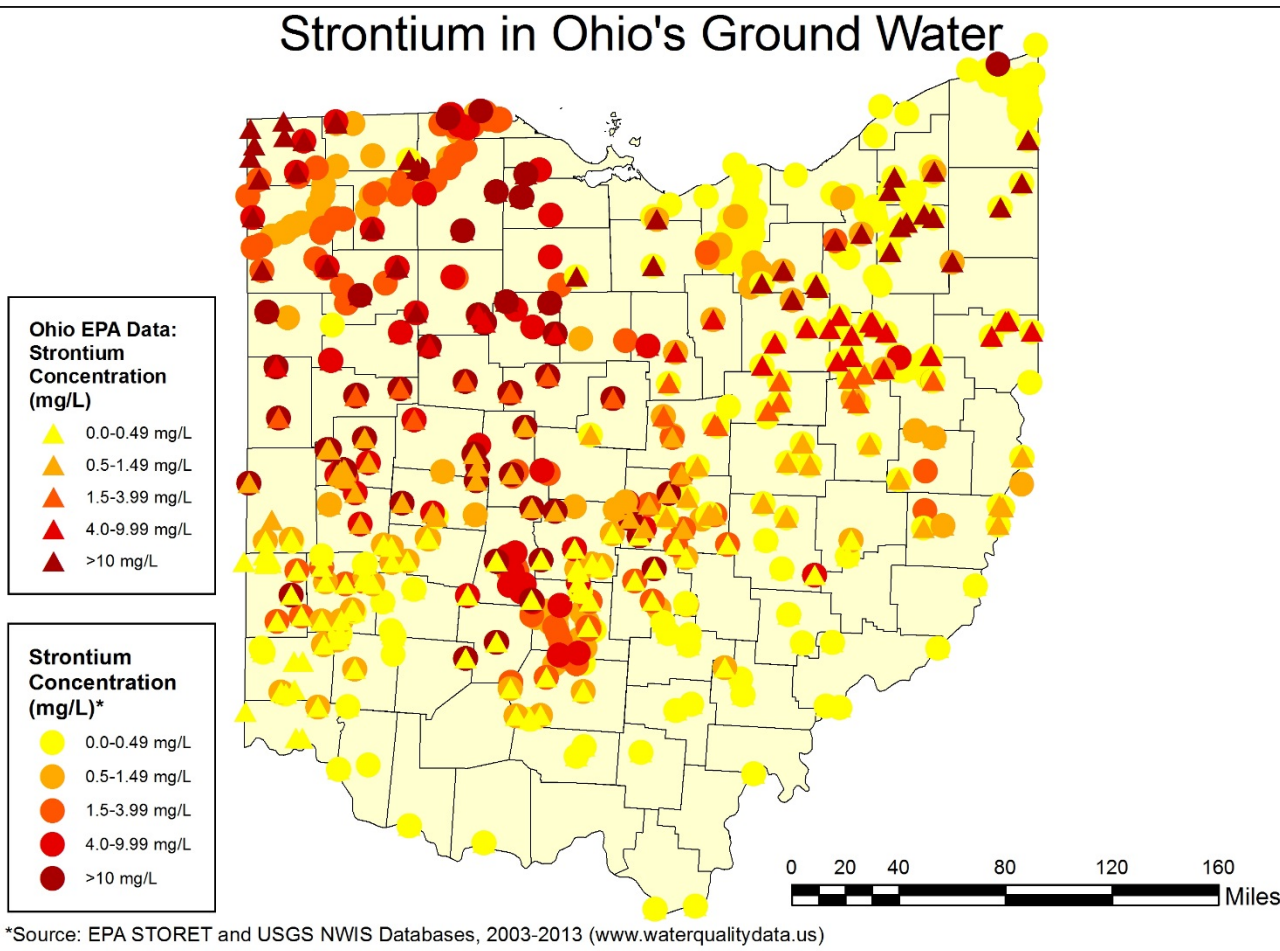 Strontium in Ohio's Ground Water
Ohio EPA Data:
Strontium
Concentration
(mg/L)
0.0-0.49 mg/L
0.5-1.49 mg/L
1.5-3.99 mg/L
4.0-9.99 mg/L
>10 mg/L
Strontium
Concentration
(mg/L)*
0.0-0.49 mg/L
0.5-1.49 mg/L
1.5-3.99 mg/L
4.0-9.99 mg/L
>10 mg/L
0 20 40 80 120 160
Miles
*Source: EPA STORET and USGS NWIS Databases, 2003-2013 (www.waterqualitydata.us)